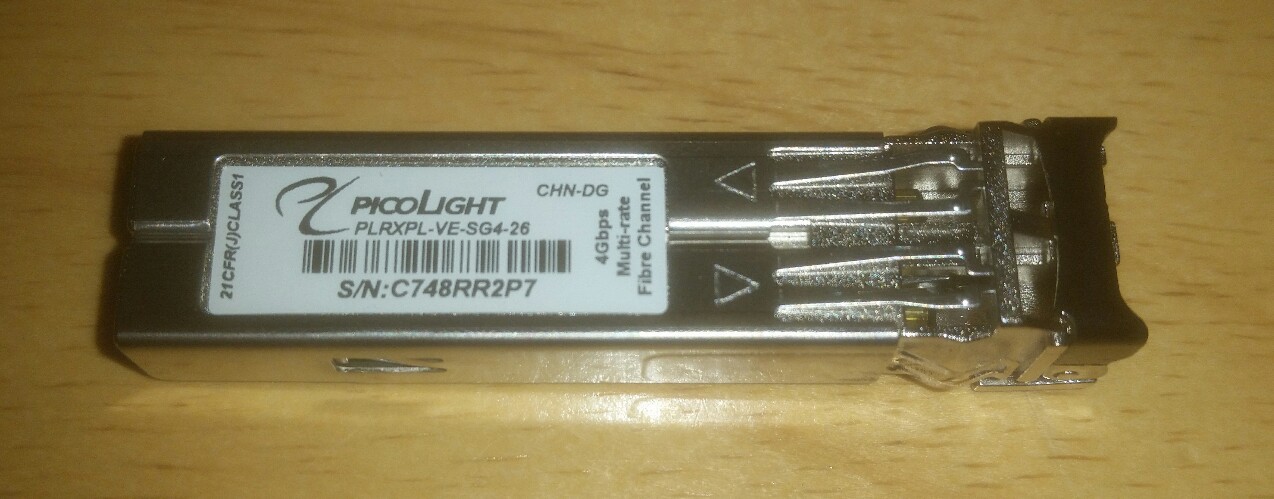 21CFR(J)CLASS1
PICOLIGHT
CHN-DG
PLRXPL-VE-SG4-26
S/N:C748RR2P7
4Gbps
Multi-rate
Fibre Channel